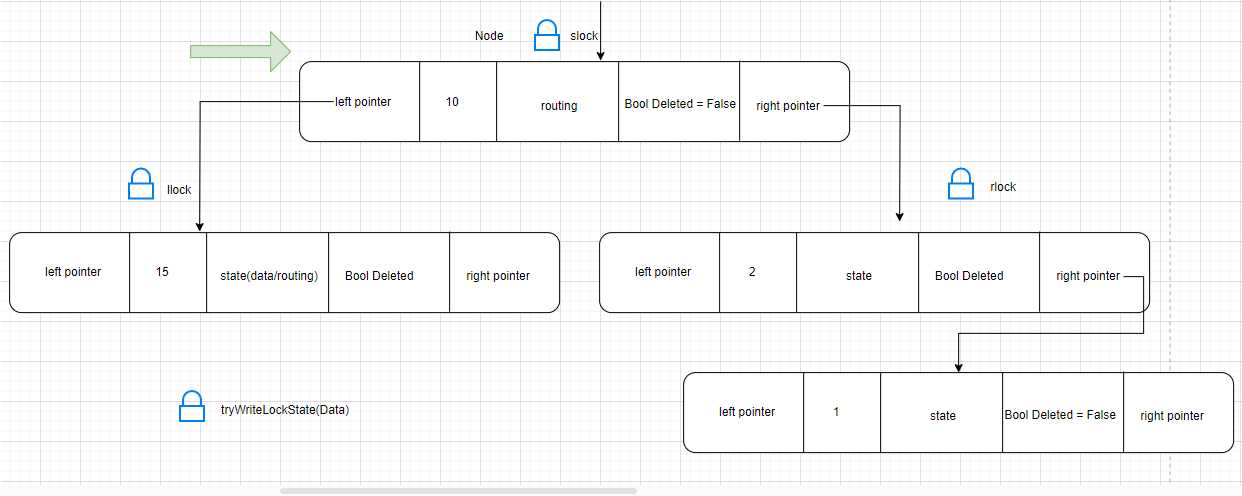 Node
slock
left pointer
10
routing
Bool Deleted = False
right pointer
llock
rlock
left pointer
15
state(data/routing)
Bool Deleted
right pointer
left pointer
2
state
Bool Deleted
right pointer
tryWriteLockState(Data)
left pointer
1
state
Bool Deleted = False
right pointer